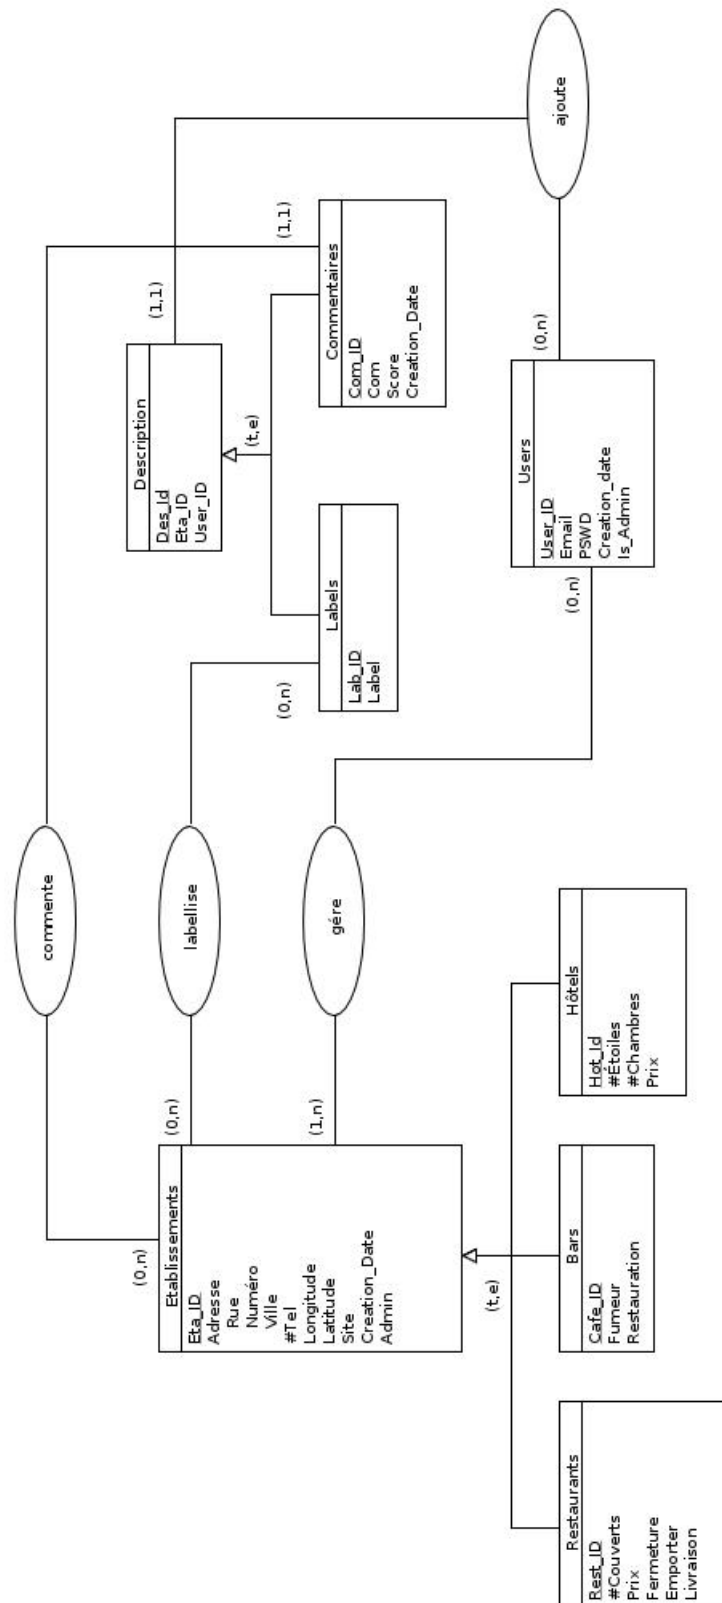 commente
labellise
gére
ajoute
(0,n)
(0,n)
(1,n)
(0,n)
(1,1)
(1,1)
(0,n)
(0,n)
Etablissements
Eta_ID
Adresse
Rue
Numéro
Ville
#Tel
Longitude
Latitude
Site
Creation_Date
Admin
(t,e)
Restaurants
Rest_ID
#Couverts
Prix
Fermeture
Emporter
Livraison
Bars
Cafe_ID
Fumeur
Restauration
Hôtels
Hot_Id
#Étoiles
#Chambres
Prix
Description
Des_Id
Eta_ID
User_ID
(t,e)
Labels
Lab_ID
Label
Commentaires
Com_ID
Com
Score
Creation_Date
Users
User_ID
Email
PSWD
Creation_date
Is_Admin